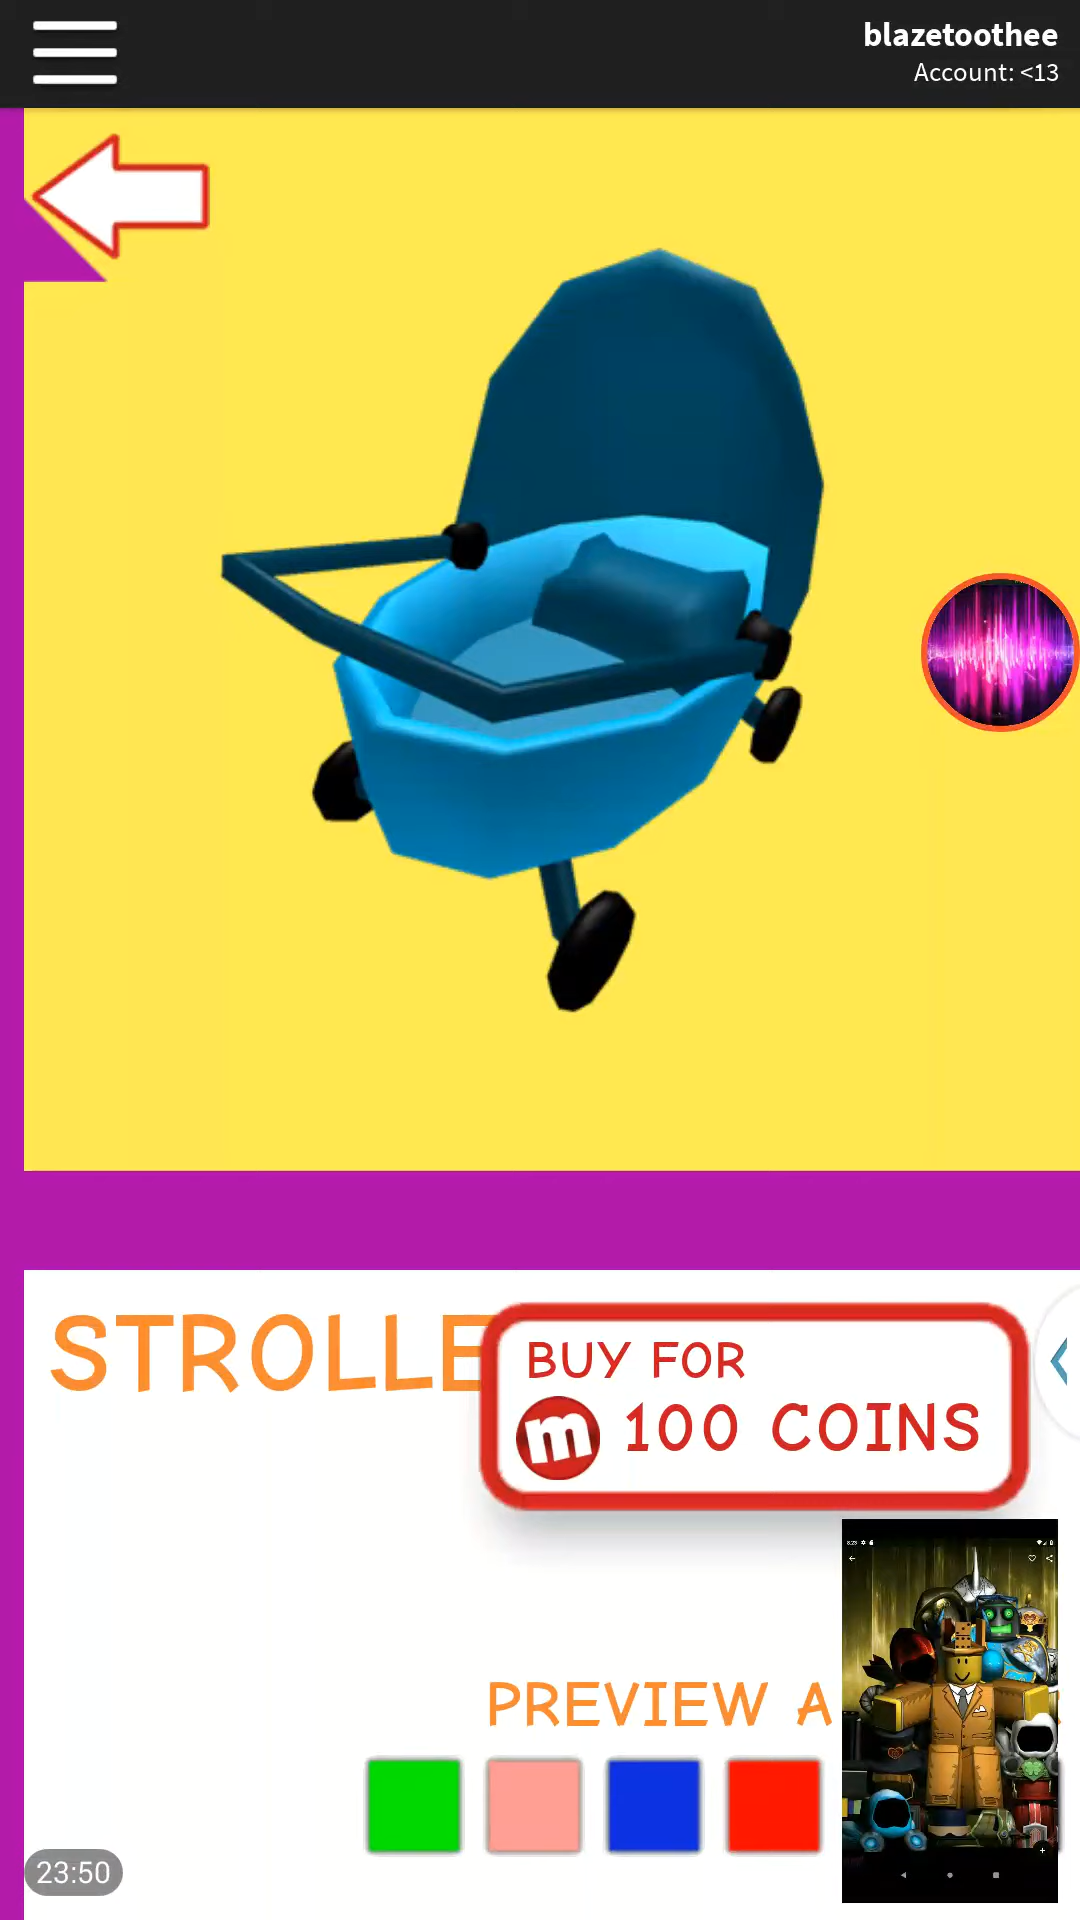 blazetoothee
Account: <13
STROLLE
BUY FOR
m 100 COINS
PREVIEW A
23:50